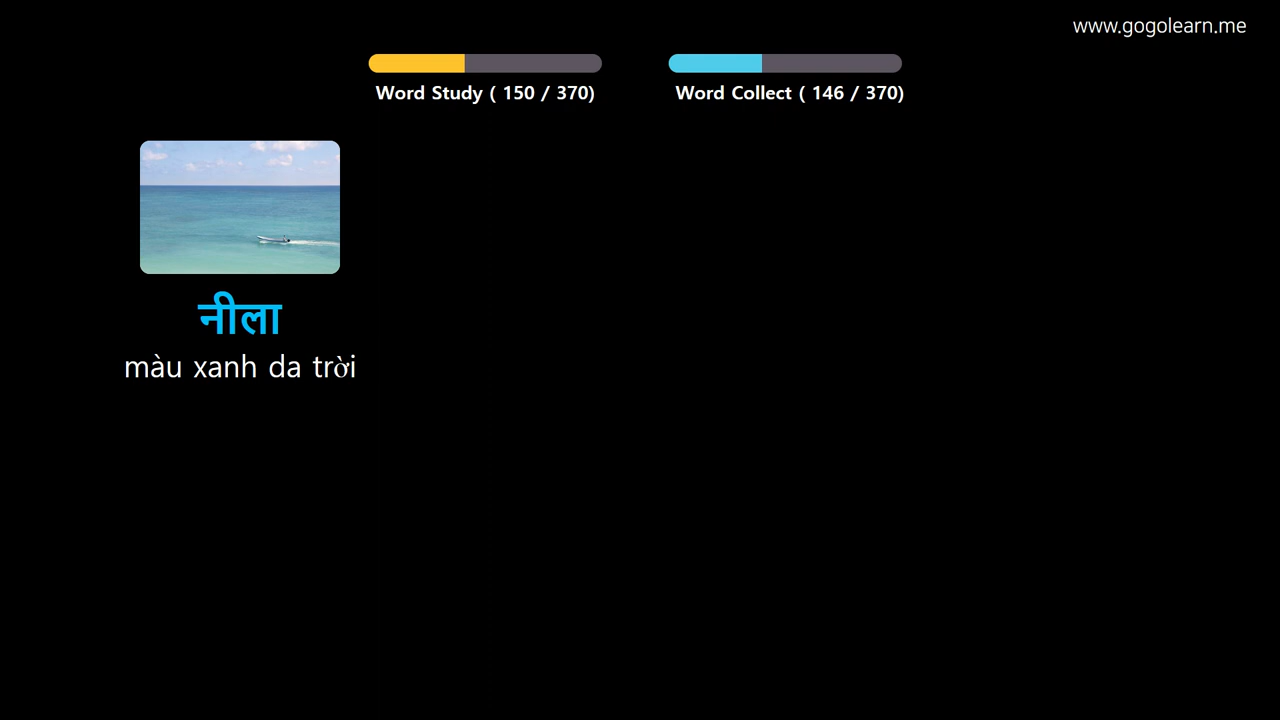 www.gogolearn.me
Word Study ( 150 / 370)
Word Collect ( 146 / 370)
नीला
màu xanh da trời